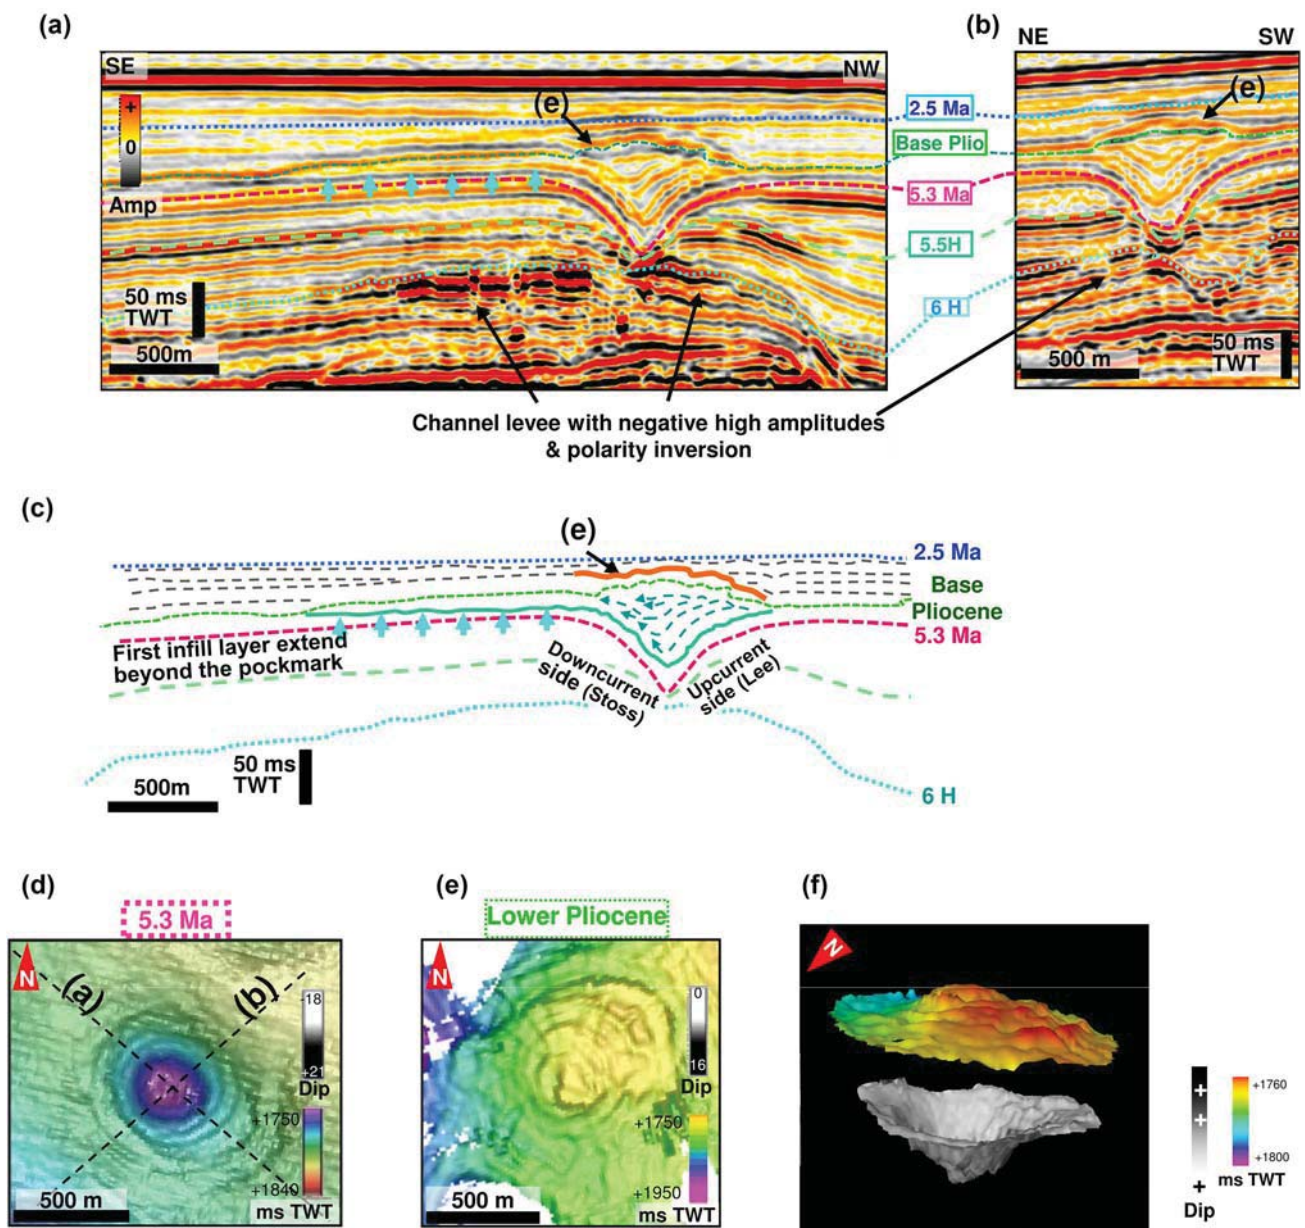 (a)
(b)
NE
SW
SE
NW
(e)
(e)
+
0
Amp
2.5 Ma
Base Plio
5.3 Ma
5.5H
6 H
50 ms
TWT
500m
500 m
50 ms
TWT
Channel levee with negative high amplitudes
& polarity inversion
(c)
(e)
2.5 Ma
Base
Pliocene
5.3 Ma
First infill layer extend
beyond the pockmark
Downcurrent
side (Stoss)
Upcurrent
side (Lee)
50 ms
TWT
500m
6 H
(d)
5.3 Ma
N
(a)
(b)
-18
+21
Dip
+1750
+1840
500 m
ms TWT
(e)
Lower Pliocene
N
0
16
Dip
+1750
+1950
500 m
ms TWT
(f)
N
+
+
+
Dip
+1760
+1800
ms TWT